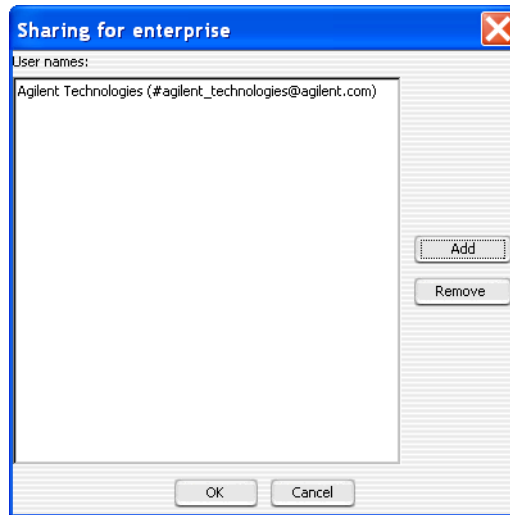 Sharing for enterprise
User names:
Agilent Technologies (#agilent_technologies@agilent.com)
Add
Remove
OK
Cancel